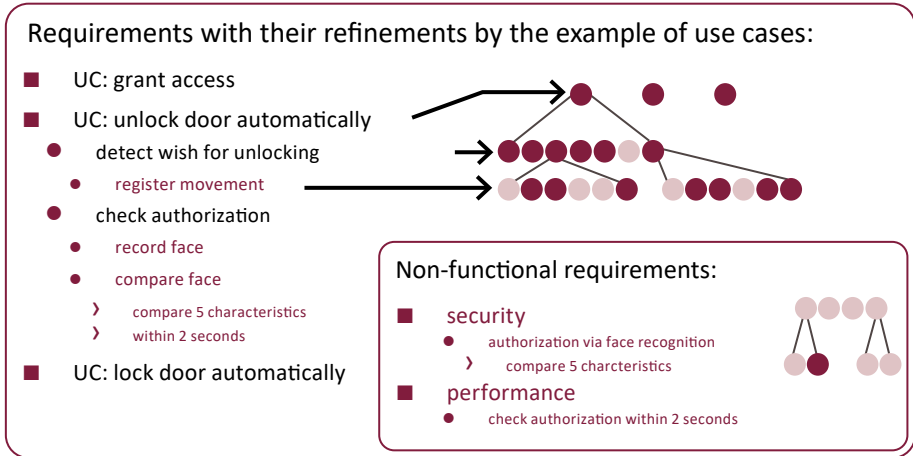 Requirements with their refinements by the example of use cases:
UC: grant access
UC: unlock door automatically
detect wish for unlocking
register movement
check authorization
record face
compare face
compare 5 characteristics
within 2 seconds
UC: lock door automatically
Non-functional requirements:
security
authorization via face recognition
compare 5 charcteristics
performance
check authorization within 2 seconds